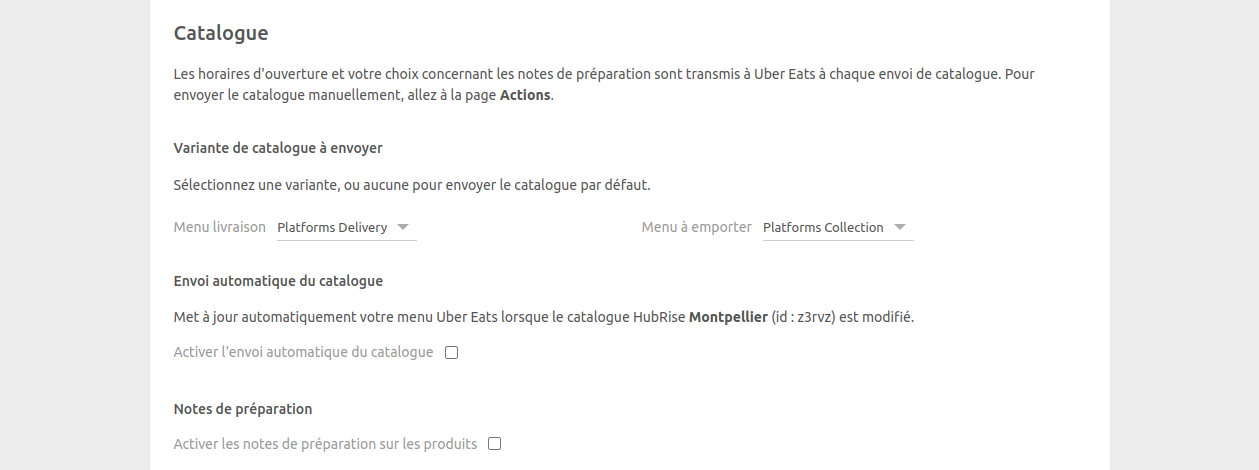 Catalogue
Les horaires d'ouverture et votre choix concernant les notes de préparation sont transmis à Uber Eats à chaque envoi de catalogue. Pour
envoyer le catalogue manuellement, allez à la page Actions.
Variante de catalogue à envoyer
Sélectionnez une variante, ou aucune pour envoyer le catalogue par défaut.
Menu livraison Platforms Delivery Menu à emporter Platforms Collection
Envoi automatique du catalogue
Met à jour automatiquement votre menu Uber Eats lorsque le catalogue HubRise Montpellier (id : z3rvz) est modifié.
Activer l'envoi automatique du catalogue
Notes de préparation
Activer les notes de préparation sur les produits